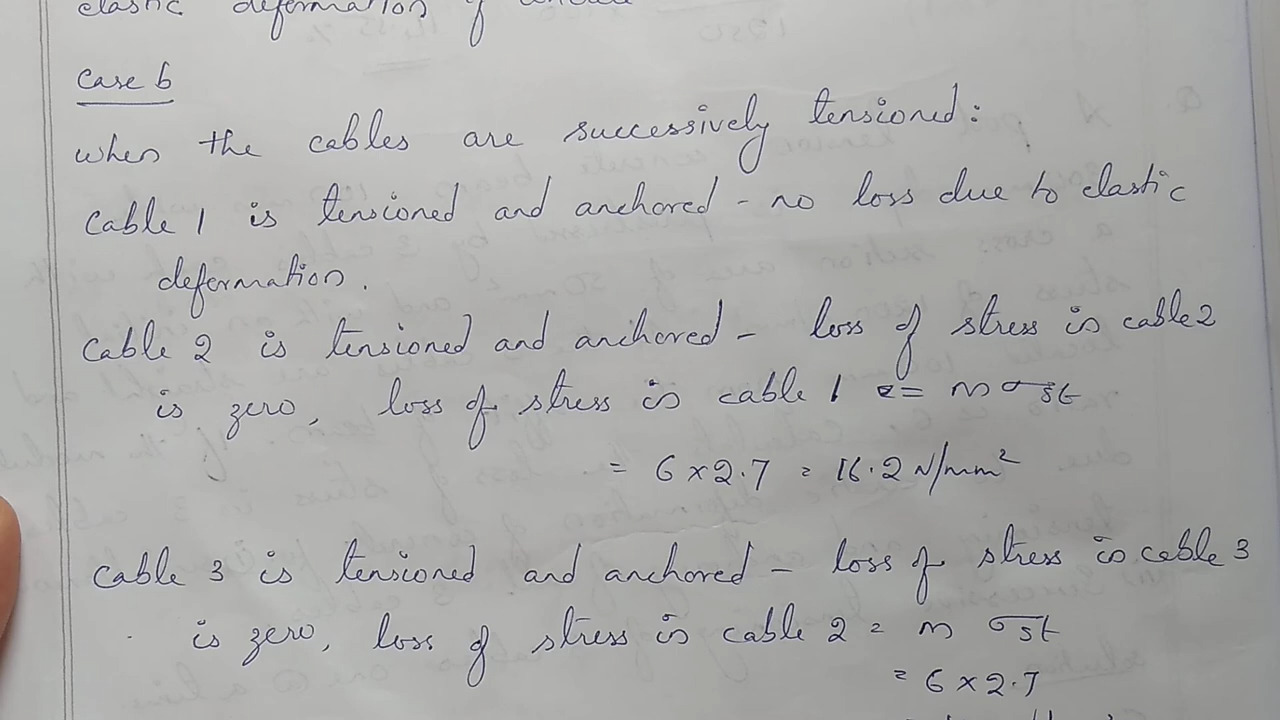 elastic deformation of
Case b
when the cables are successively tensioned:
Cable 1 is tensioned and anchored - no loss due to elastic
deformation.
Cable 2 is tensioned and anchored - loss of stress in cable 2
is zero, loss of stress in cable 1 = m σst
= 6 × 2.7 = 16.2 N/mm²
Cable 3 is tensioned and anchored - loss of stress in cable 3
is zero, loss of stress in cable 2 = m σst
= 6 × 2.7